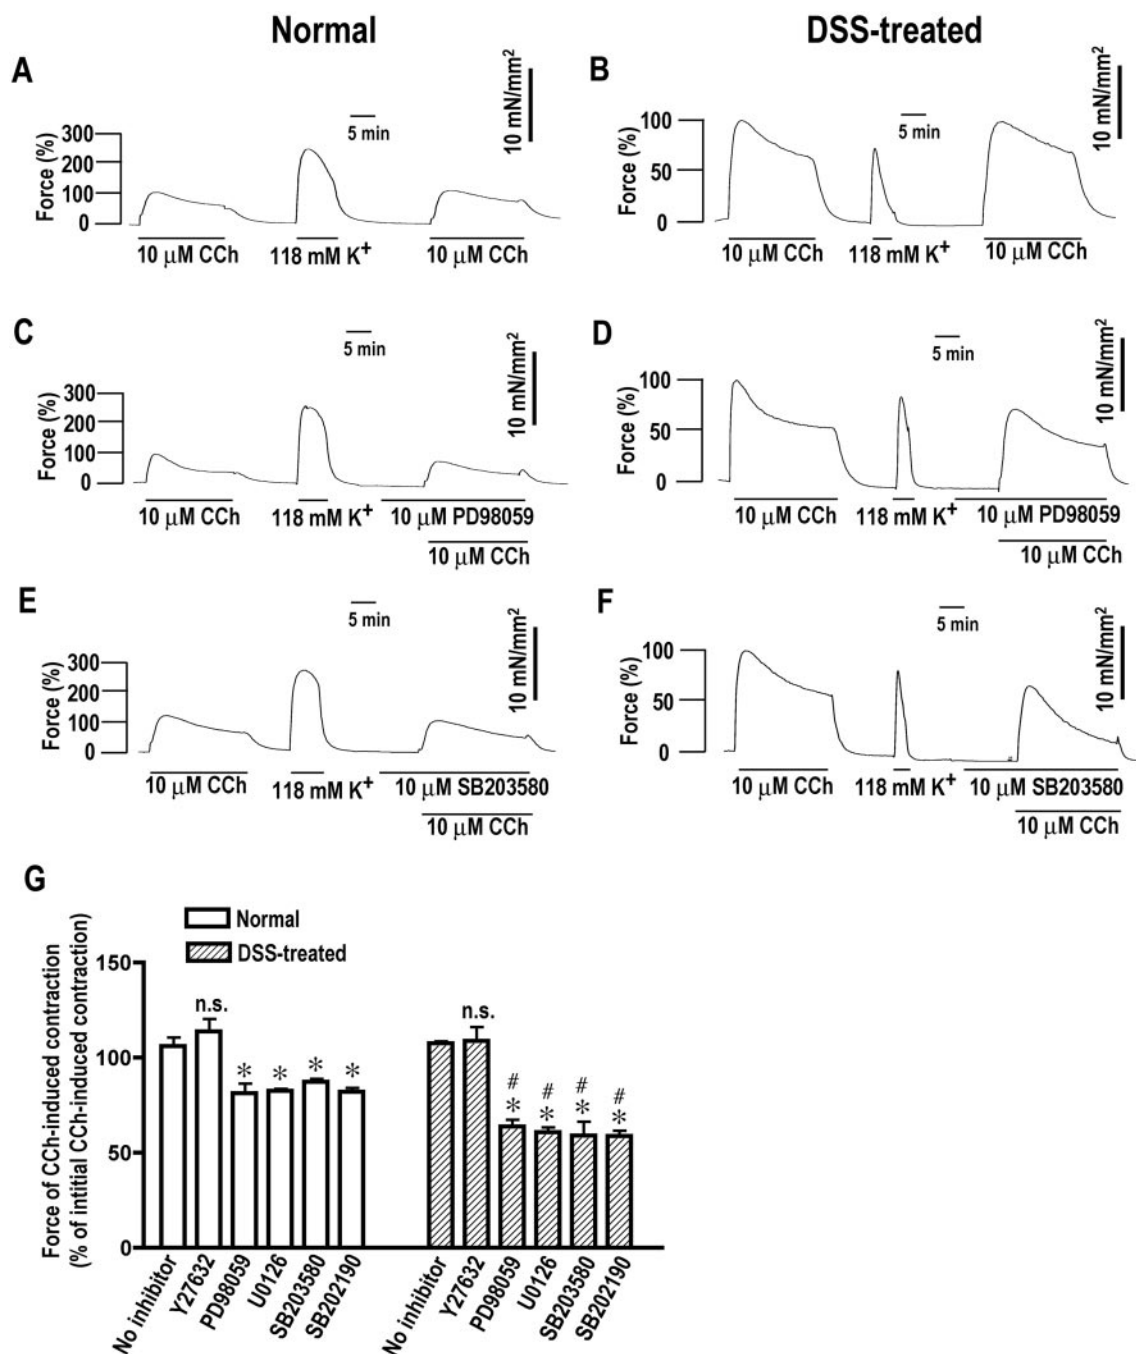 Normal
DSS-treated
A
10 mN/mm²
5 min
Force (%)
300
200
100
0
10 μM CCh
118 mM K⁺
10 μM CCh
B
10 mN/mm²
5 min
Force (%)
100
50
0
10 μM CCh
118 mM K⁺
10 μM CCh
C
10 mN/mm²
5 min
Force (%)
300
200
100
0
10 μM CCh
118 mM K⁺
10 μM PD98059
10 μM CCh
D
10 mN/mm²
5 min
Force (%)
100
50
0
10 μM CCh
118 mM K⁺
10 μM PD98059
10 μM CCh
E
10 mN/mm²
5 min
Force (%)
300
200
100
0
10 μM CCh
118 mM K⁺
10 μM SB203580
10 μM CCh
F
10 mN/mm²
5 min
Force (%)
100
50
0
10 μM CCh
118 mM K⁺
10 μM SB203580
10 μM CCh
G
Normal
DSS-treated
Force of CCh-induced contraction
(% of intitial CCh-induced contraction)
150
100
50
0
n.s.
*
*
*
*
n.s.
#
*
#
*
#
*
#
*
No inhibitor
Y27632
PD98059
U0126
SB203580
SB202190
No inhibitor
Y27632
PD98059
U0126
SB203580
SB202190